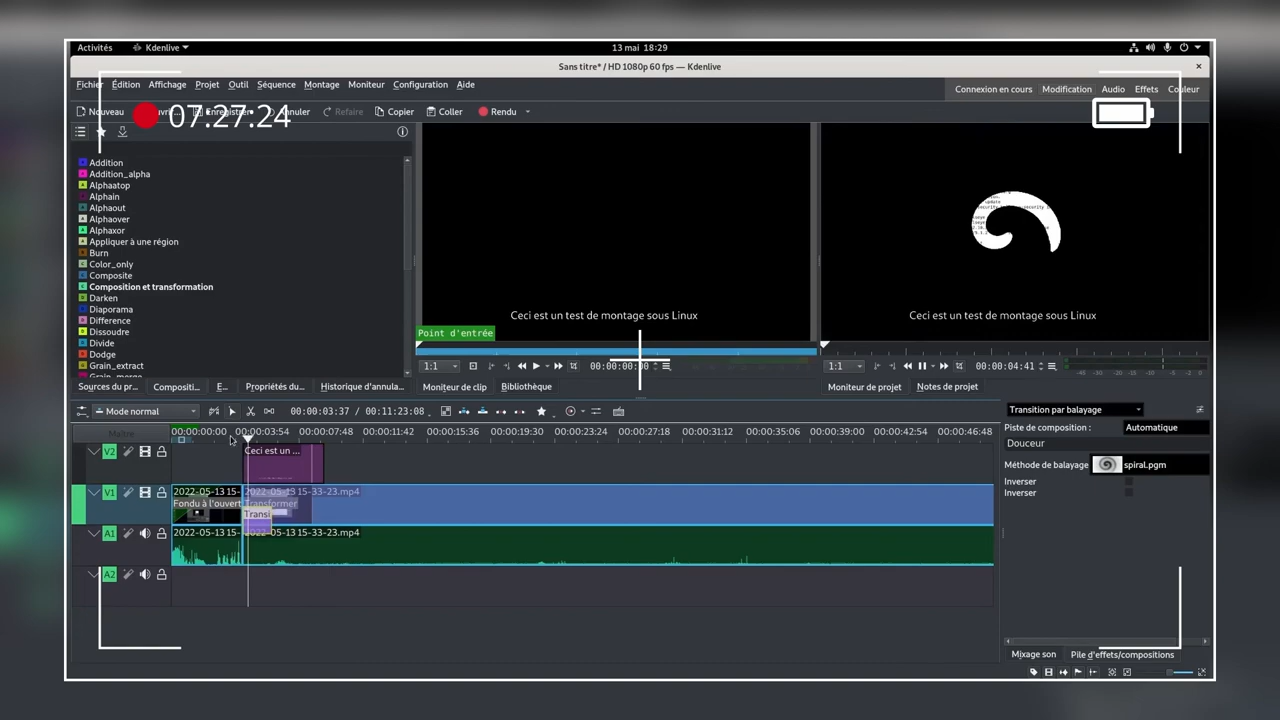 Activités Kdenlive 13 mai 18:29
Sans titre* / HD 1080p 60 fps — Kdenlive
Fichier Édition Affichage Projet Outil Séquence Montage Moniteur Configuration Aide
Connexion en cours Modification Audio Effets Couleur
Nouveau Enregistrer Annuler Refaire Copier Coller Rendu
07:27:24
Addition
Addition_alpha
Alphaatop
Alphain
Alphaout
Alphaover
Alphaxor
Appliquer à une région
Burn
Color_only
Composite
Composition et transformation
Darken
Diaporama
Difference
Dissoudre
Divide
Dodge
Grain_extract
Ceci est un test de montage sous Linux
Point d'entrée
1:1
Ceci est un test de montage sous Linux
1:1 00:00:04:41
Sources du pr... Compositi... E... Propriétés du... Historique d'annula...
Moniteur de clip Bibliothèque
Moniteur de projet Notes de projet
Mode normal 00:00:03:37 / 00:11:23:08
Maître
00:00:00:00 00:00:03:54 00:00:07:48 00:00:11:42 00:00:15:36 00:00:19:30 00:00:23:24 00:00:27:18 00:00:31:12 00:00:35:06 00:00:39:00 00:00:42:54 00:00:46:48
V2 Ceci est un ...
V1 2022-05-13 15- 2022-05-13 15-33-23.mp4
Fondu à l'ouvert Transformer
Transi
A1 2022-05-13 15- 2022-05-13 15-33-23.mp4
A2
Transition par balayage
Piste de composition : Automatique
Douceur
Méthode de balayage spiral.pgm
Inverser
Inverser
Mixage son Pile d'effets/compositions